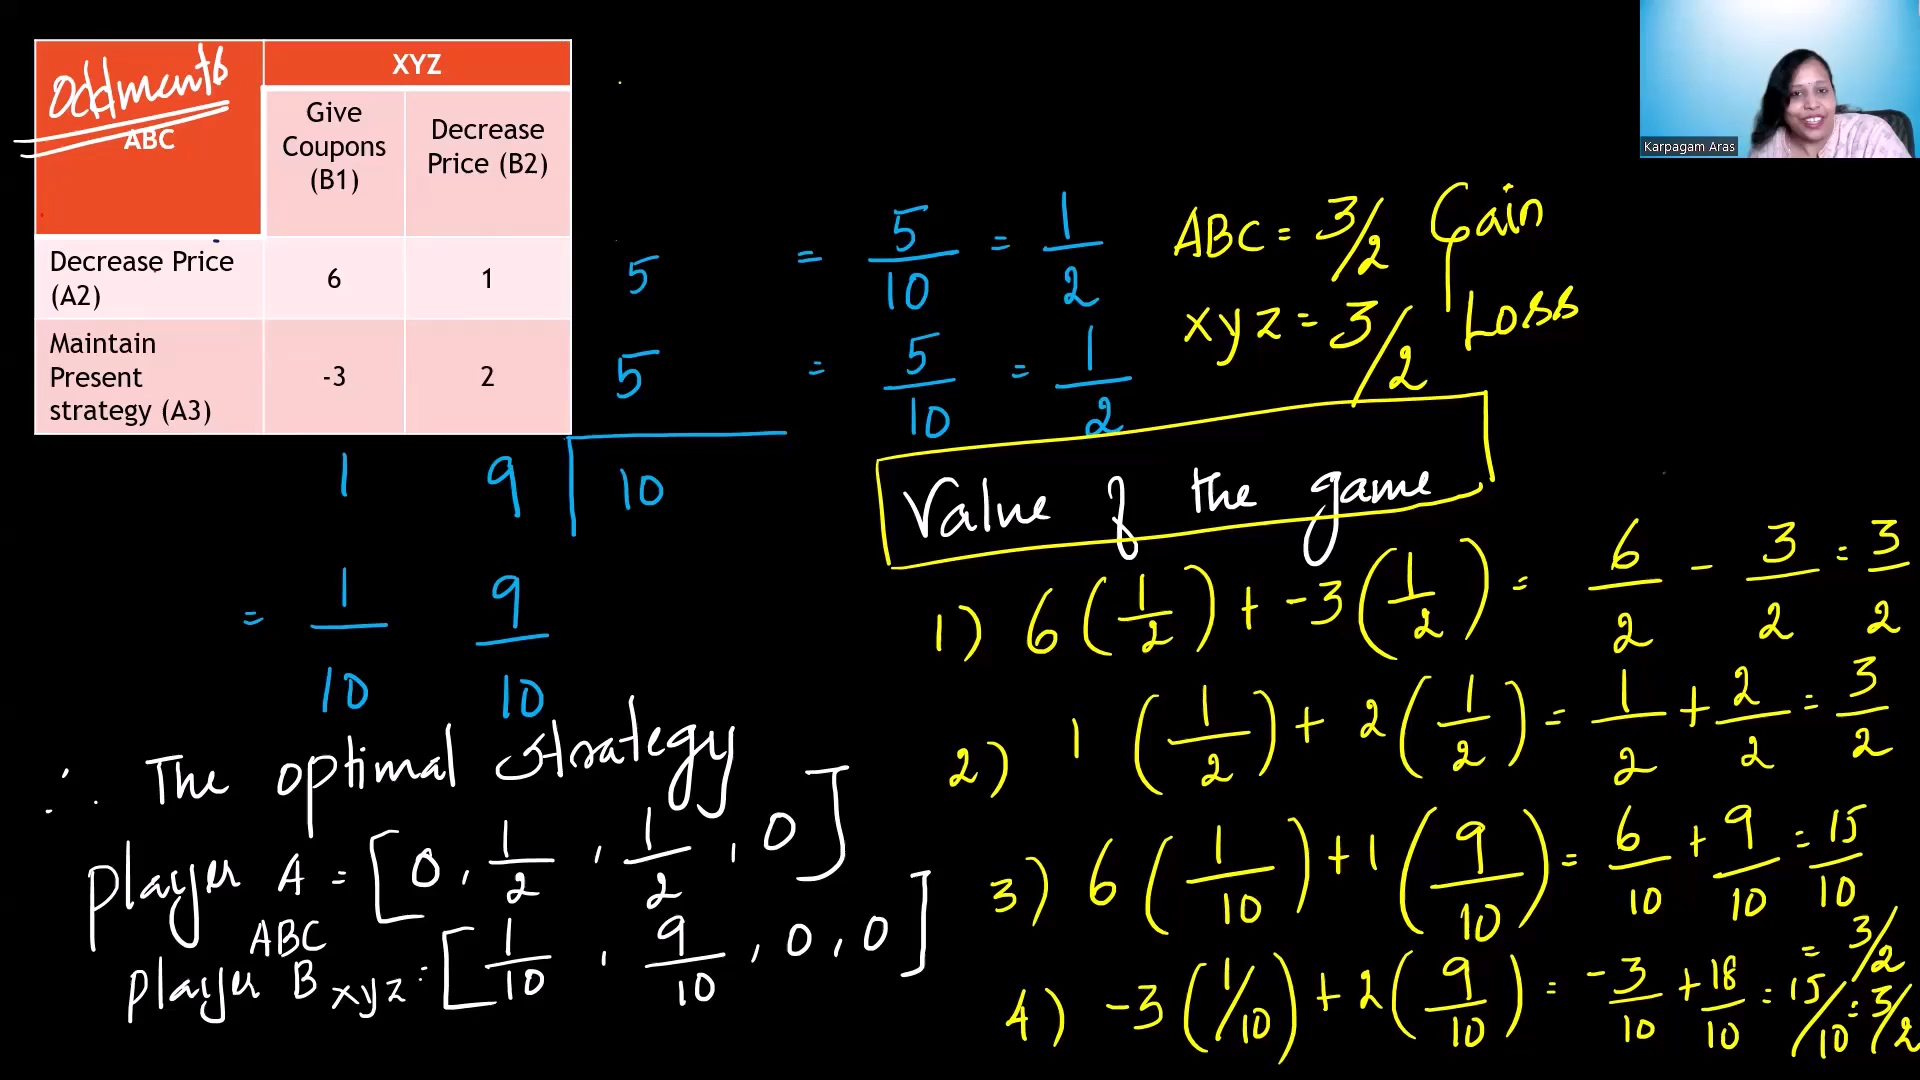 Oddments
ABC
XYZ
Give Coupons (B1)
Decrease Price (B2)
Decrease Price (A2)
6
1
Maintain Present strategy (A3)
-3
2
5 = 5/10 = 1/2
5 = 5/10 = 1/2
1 9 10
= 1/10 9/10
∴ The optimal strategy
Player A = [0, 1/2, 1/2, 0]
ABC
Player B xyz = [1/10, 9/10, 0, 0]
Karpagam Aras
ABC = 3/2 Gain
xyz = 3/2 Loss
Value of the game
1) 6(1/2) + -3(1/2) = 6/2 - 3/2 = 3/2
2) 1(1/2) + 2(1/2) = 1/2 + 2/2 = 3/2
3) 6(1/10) + 1(9/10) = 6/10 + 9/10 = 15/10
= 3/2
4) -3(1/10) + 2(9/10) = -3/10 + 18/10 = 15/10 = 3/2